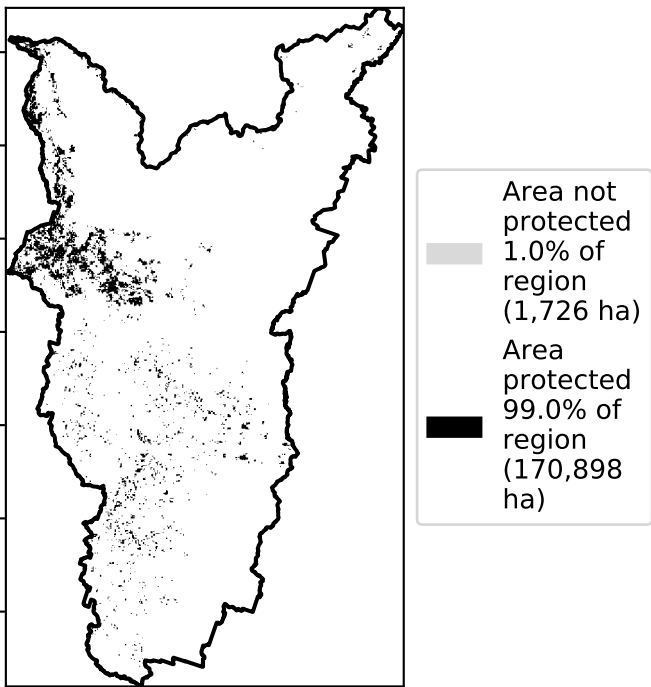 Area not
protected
1.0% of
region
(1,726 ha)
Area
protected
99.0% of
region
(170,898
ha)